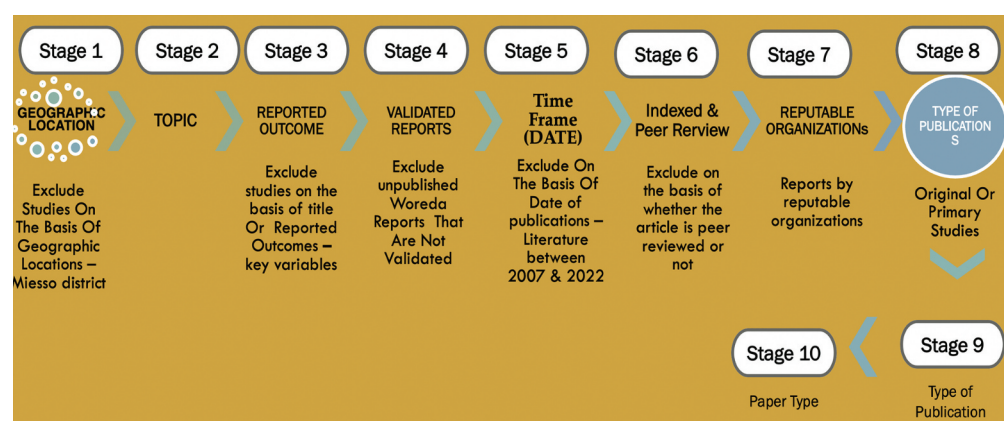 Stage 1
GEOGRAPHIC
LOCATION
Exclude
Studies On
The Basis Of
Geographic
Locations –
Miesso district
Stage 2
TOPIC
Stage 3
REPORTED
OUTCOME
Exclude
studies on the
basis of title
Or Reported
Outcomes –
key variables
Stage 4
VALIDATED
REPORTS
Exclude
unpublished
Woreda
Reports That
Are Not
Validated
Stage 5
Time
Frame
(DATE)
Exclude On
The Basis Of
Date of
publications –
Literature
between
2007 & 2022
Stage 6
Indexed &
Peer Rerview
Exclude on
the basis of
whether the
article is peer
reviewed or
not
Stage 7
REPUTABLE
ORGANIZATIONs
Reports by
reputable
organizations
Stage 8
TYPE OF
PUBLICATION
S
Original Or
Primary
Studies
Stage 9
Type of
Publication
Stage 10
Paper Type